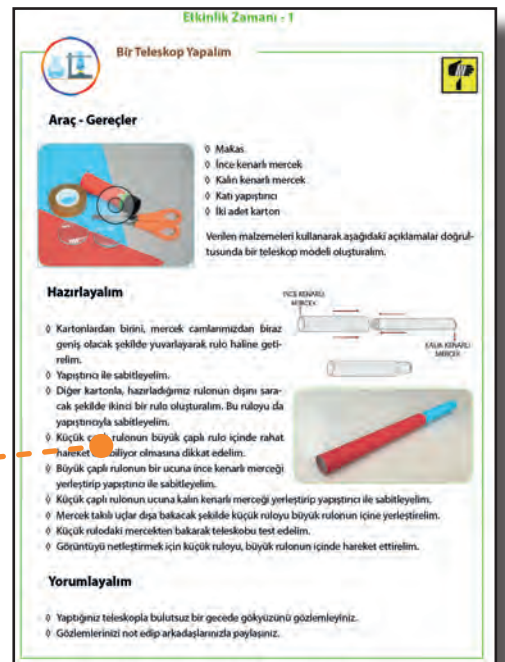 Etkinlik Zamanı - 1
Bir Teleskop Yapalım
Araç - Gereçler
◊ Makas
◊ İnce kenarlı mercek
◊ Kalın kenarlı mercek
◊ Katı yapıştırıcı
◊ İki adet karton
Verilen malzemeleri kullanarak aşağıdaki açıklamalar doğrul-
tusunda bir teleskop modeli oluşturalım.
Hazırlayalım
İNCE KENARLI
MERCEK
KALIN KENARLI
MERCEK
◊ Kartonlardan birini, mercek camlarımızdan biraz
geniş olacak şekilde yuvarlayarak rulo haline geti-
relim.
◊ Yapıştırıcı ile sabitleyelim.
◊ Diğer kartonla, hazırladığımız rulonun dışını sara-
cak şekilde ikinci bir rulo oluşturalım. Bu ruloyu da
yapıştırıcıyla sabitleyelim.
◊ Küçük rulonun büyük çaplı rulo içinde rahat
hareket olmasına dikkat edelim.
◊ Büyük çaplı rulonun bir ucuna ince kenarlı merceği
yerleştirip yapıştırıcı ile sabitleyelim.
◊ Küçük çaplı rulonun ucuna kalın kenarlı merceği yerleştirip yapıştırıcı ile sabitleyelim.
◊ Mercek takılı uçlar dışa bakacak şekilde küçük ruloyu büyük rulonun içine yerleştirelim.
◊ Küçük rulodaki mercekten bakarak teleskobu test edelim.
◊ Görüntüyü netleştirmek için küçük ruloyu, büyük rulonun içinde hareket ettirelim.
Yorumlayalım
◊ Yaptığınız teleskopla bulutsuz bir gecede gökyüzünü gözlemleyiniz.
◊ Gözlemlerinizi not edip arkadaşlarınızla paylaşınız.